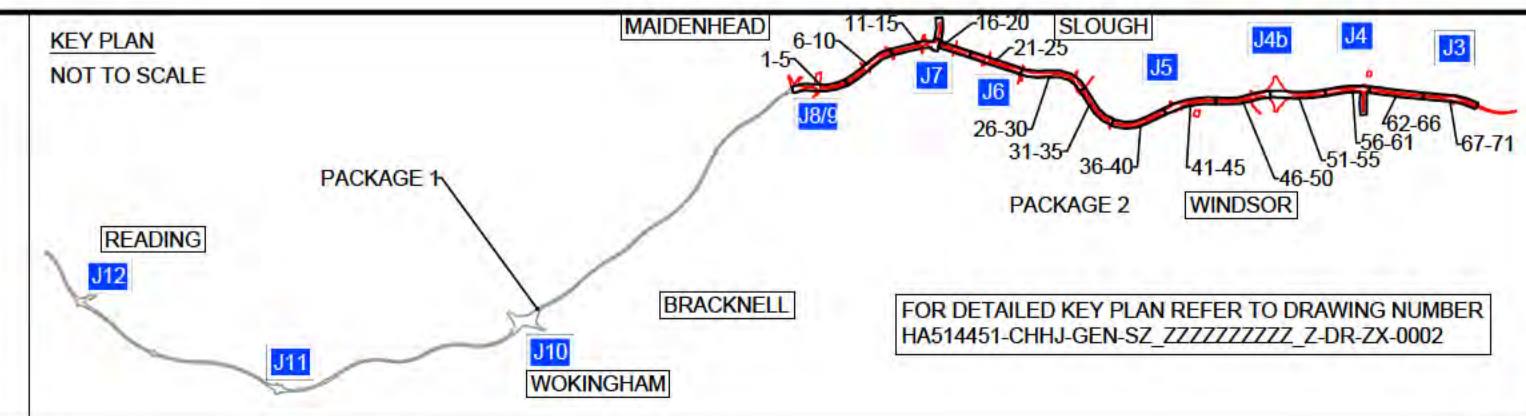 KEY PLAN
NOT TO SCALE
MAIDENHEAD
11-15
16-20
SLOUGH
6-10
21-25
1-5
J8/9
J7
J6
J5
J4b
J4
J3
26-30
31-35
36-40
41-45
46-50
51-55
56-61
62-66
67-71
PACKAGE 1
PACKAGE 2
WINDSOR
READING
J12
J11
J10
WOKINGHAM
BRACKNELL
FOR DETAILED KEY PLAN REFER TO DRAWING NUMBER
HA514451-CHHJ-GEN-SZ_ZZZZZZZZZZ_Z-DR-ZX-0002